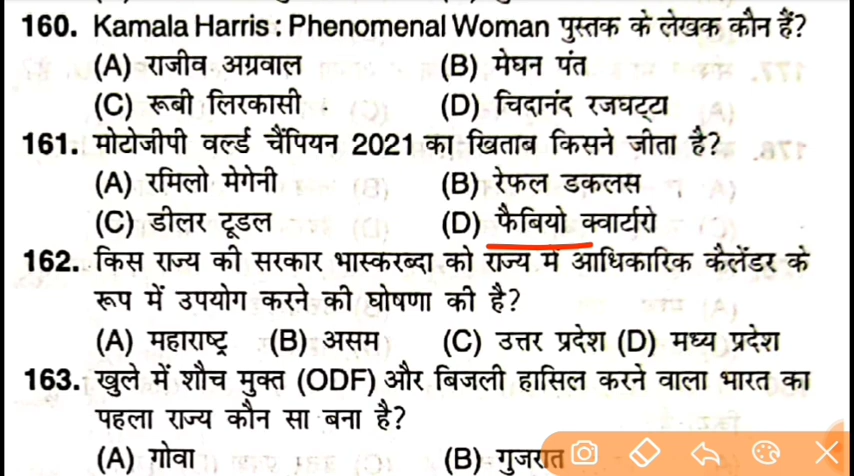 160. Kamala Harris : Phenomenal Woman पुस्तक के लेखक कौन हैं?
(A) राजीव अग्रवाल (B) मेघन पंत
(C) रूबी लिरकासी (D) चिदानंद रजघट्टा
161. मोटोजीपी वर्ल्ड चैंपियन 2021 का खिताब किसने जीता है?
(A) रमिलो मेगेनी (B) रेफल डकलस
(C) डीलर टूडल (D) फैबियो क्वार्टारो
162. किस राज्य की सरकार भास्करब्दा को राज्य में आधिकारिक कैलेंडर के
रूप में उपयोग करने की घोषणा की है?
(A) महाराष्ट्र (B) असम (C) उत्तर प्रदेश (D) मध्य प्रदेश
163. खुले में शौच मुक्त (ODF) और बिजली हासिल करने वाला भारत का
पहला राज्य कौन सा बना है?
(A) गोवा (B) गुजरात